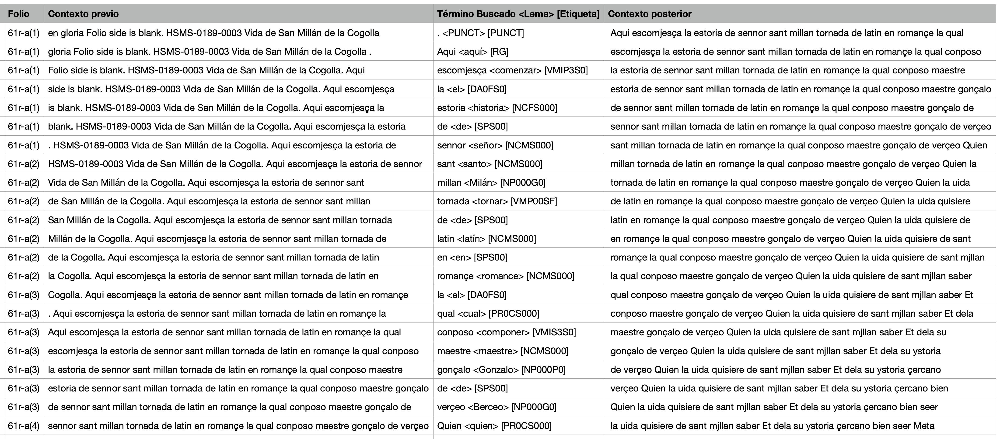 Folio Contexto previo Término Buscado <Lema> [Etiqueta] Contexto posterior
61r-a(1) en gloria Folio side is blank. HSMS-0189-0003 Vida de San Millán de la Cogolla . <PUNCT> [PUNCT] Aqui escomjesça la estoria de sennor sant millan tornada de latin en romançe la qual
61r-a(1) gloria Folio side is blank. HSMS-0189-0003 Vida de San Millán de la Cogolla . Aqui <aquí> [RG] escomjesça la estoria de sennor sant millan tornada de latin en romançe la qual conposo
61r-a(1) Folio side is blank. HSMS-0189-0003 Vida de San Millán de la Cogolla. Aqui escomjesça <comenzar> [VMIP3S0] la estoria de sennor sant millan tornada de latin en romançe la qual conposo maestre
61r-a(1) side is blank. HSMS-0189-0003 Vida de San Millán de la Cogolla. Aqui escomjesça la <el> [DA0FS0] estoria de sennor sant millan tornada de latin en romançe la qual conposo maestre gonçalo
61r-a(1) is blank. HSMS-0189-0003 Vida de San Millán de la Cogolla. Aqui escomjesça la estoria <historia> [NCFS000] de sennor sant millan tornada de latin en romançe la qual conposo maestre gonçalo de
61r-a(1) blank. HSMS-0189-0003 Vida de San Millán de la Cogolla. Aqui escomjesça la estoria de <de> [SPS00] sennor sant millan tornada de latin en romançe la qual conposo maestre gonçalo de verçeo
61r-a(1) . HSMS-0189-0003 Vida de San Millán de la Cogolla. Aqui escomjesça la estoria de sennor <señor> [NCMS000] sant millan tornada de latin en romançe la qual conposo maestre gonçalo de verçeo Quien
61r-a(2) HSMS-0189-0003 Vida de San Millán de la Cogolla. Aqui escomjesça la estoria de sennor sant <santo> [NCMS000] millan tornada de latin en romançe la qual conposo maestre gonçalo de verçeo Quien la
61r-a(2) Vida de San Millán de la Cogolla. Aqui escomjesça la estoria de sennor sant millan <Milán> [NP000G0] tornada de latin en romançe la qual conposo maestre gonçalo de verçeo Quien la uida
61r-a(2) de San Millán de la Cogolla. Aqui escomjesça la estoria de sennor sant millan tornada <tornar> [VMP00SF] de latin en romançe la qual conposo maestre gonçalo de verçeo Quien la uida quisiere
61r-a(2) San Millán de la Cogolla. Aqui escomjesça la estoria de sennor sant millan tornada de <de> [SPS00] latin en romançe la qual conposo maestre gonçalo de verçeo Quien la uida quisiere de
61r-a(2) Millán de la Cogolla. Aqui escomjesça la estoria de sennor sant millan tornada de latin <latín> [NCMS000] en romançe la qual conposo maestre gonçalo de verçeo Quien la uida quisiere de sant
61r-a(2) de la Cogolla. Aqui escomjesça la estoria de sennor sant millan tornada de latin en <en> [SPS00] romançe la qual conposo maestre gonçalo de verçeo Quien la uida quisiere de sant mjllan
61r-a(2) la Cogolla. Aqui escomjesça la estoria de sennor sant millan tornada de latin en romançe <romance> [NCMS000] la qual conposo maestre gonçalo de verçeo Quien la uida quisiere de sant mjllan saber
61r-a(3) Cogolla. Aqui escomjesça la estoria de sennor sant millan tornada de latin en romançe la <el> [DA0FS0] qual conposo maestre gonçalo de verçeo Quien la uida quisiere de sant mjllan saber Et
61r-a(3) . Aqui escomjesça la estoria de sennor sant millan tornada de latin en romançe la qual <cual> [PR0CS000] conposo maestre gonçalo de verçeo Quien la uida quisiere de sant mjllan saber Et dela
61r-a(3) Aqui escomjesça la estoria de sennor sant millan tornada de latin en romançe la qual conposo <componer> [VMIS3S0] maestre gonçalo de verçeo Quien la uida quisiere de sant mjllan saber Et dela su
61r-a(3) escomjesça la estoria de sennor sant millan tornada de latin en romançe la qual conposo maestre <maestre> [NCMS000] gonçalo de verçeo Quien la uida quisiere de sant mjllan saber Et dela su ystoria
61r-a(3) la estoria de sennor sant millan tornada de latin en romançe la qual conposo maestre gonçalo <Gonzalo> [NP000P0] de verçeo Quien la uida quisiere de sant mjllan saber Et dela su ystoria çercano
61r-a(3) estoria de sennor sant millan tornada de latin en romançe la qual conposo maestre gonçalo de <de> [SPS00] verçeo Quien la uida quisiere de sant mjllan saber Et dela su ystoria çercano bien
61r-a(3) de sennor sant millan tornada de latin en romançe la qual conposo maestre gonçalo de verçeo <Berceo> [NP000G0] Quien la uida quisiere de sant mjllan saber Et dela su ystoria çercano bien seer
61r-a(4) sennor sant millan tornada de latin en romançe la qual conposo maestre gonçalo de verçeo Quien <quien> [PR0CS000] la uida quisiere de sant mjllan saber Et dela su ystoria çercano bien seer Meta